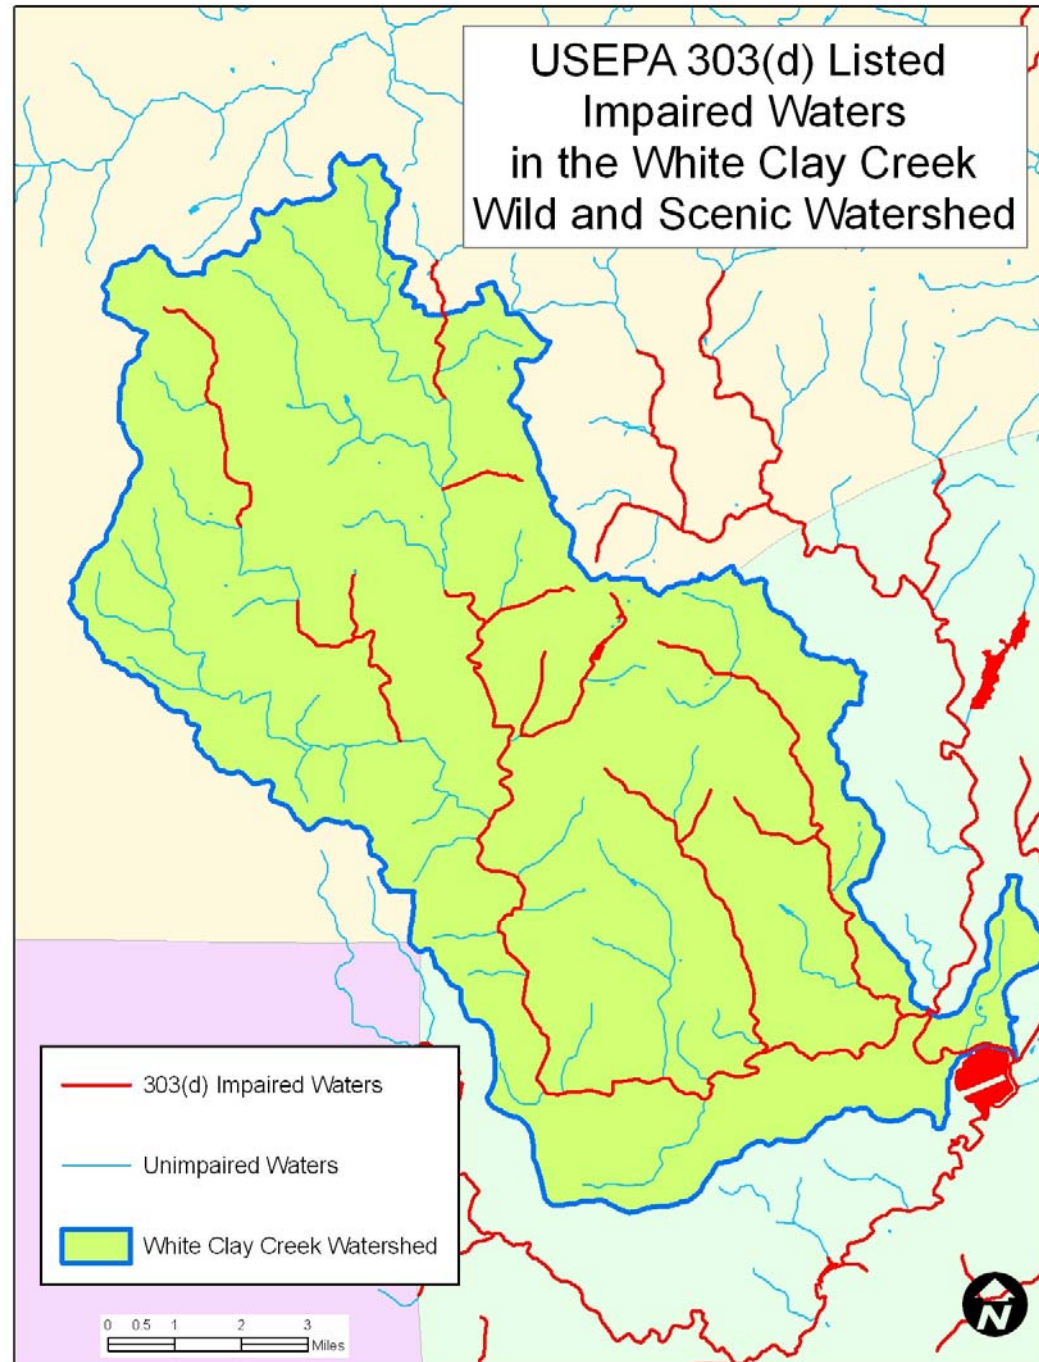 USEPA 303(d) Listed
Impaired Waters
in the White Clay Creek
Wild and Scenic Watershed
303(d) Impaired Waters
Unimpaired Waters
White Clay Creek Watershed
0 0.5 1 2 3
Miles
N